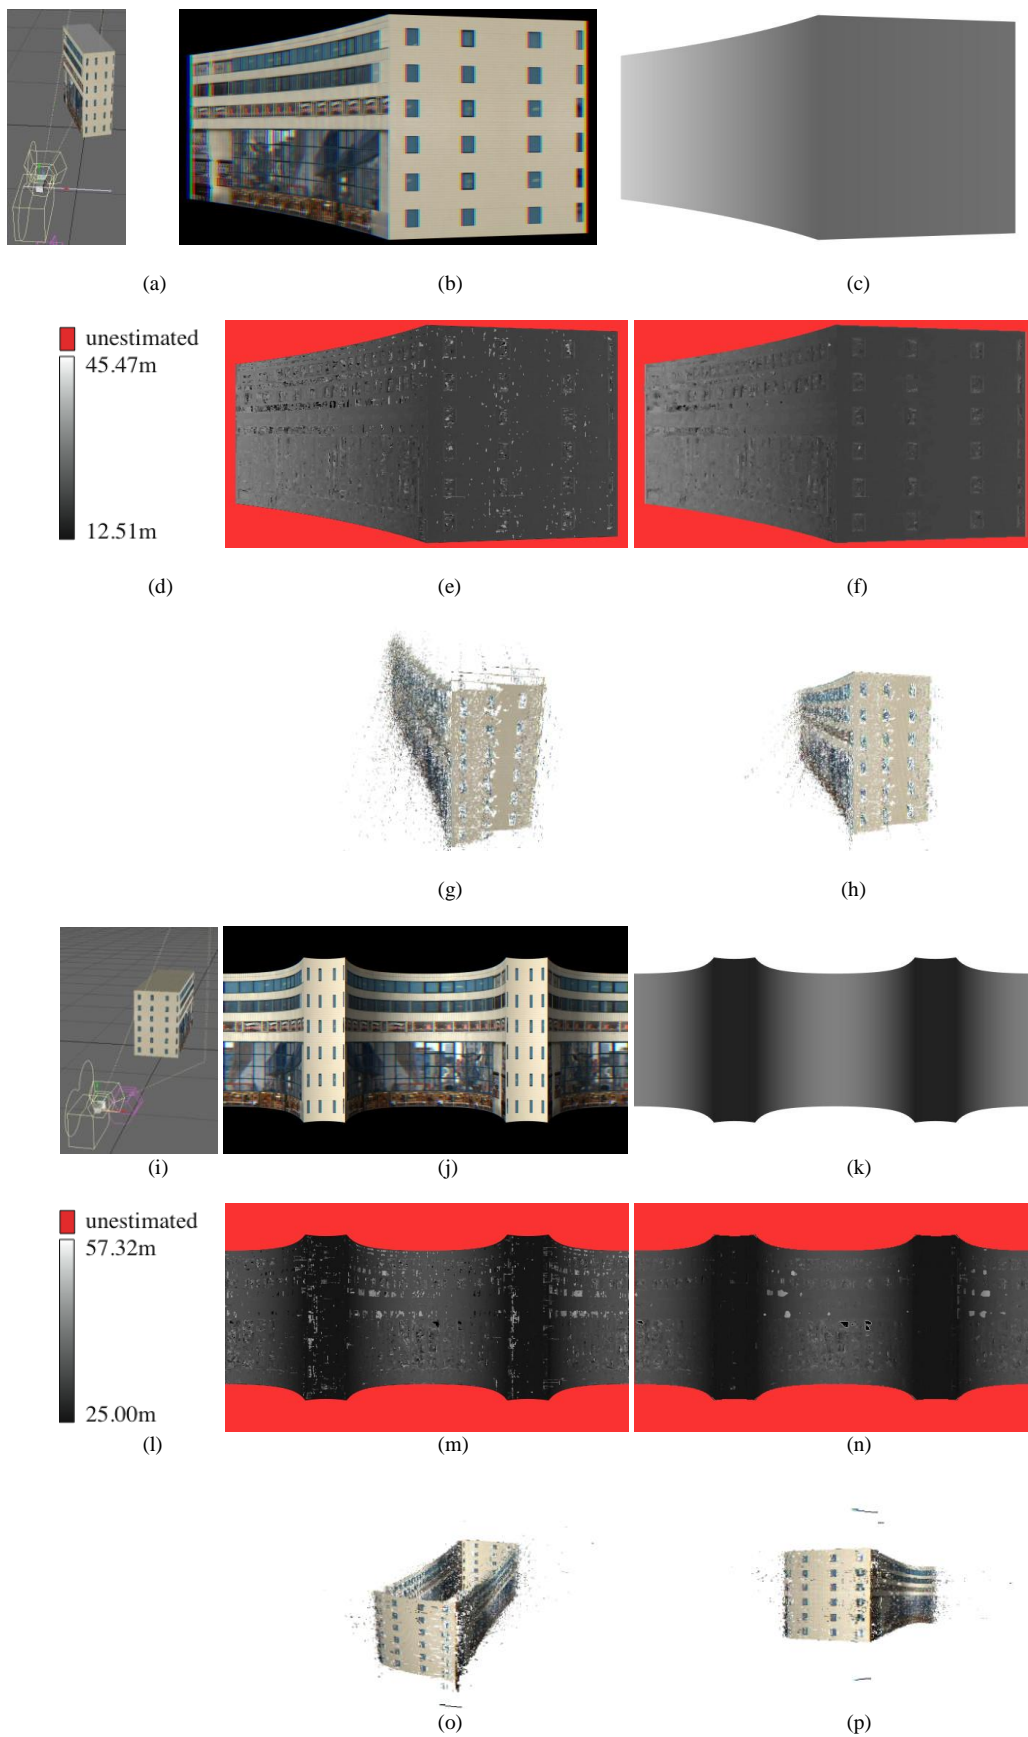 (a)
(b)
(c)
unestimated
45.47m
12.51m
(d)
(e)
(f)
(g)
(h)
(i)
(j)
(k)
unestimated
57.32m
25.00m
(l)
(m)
(n)
(o)
(p)